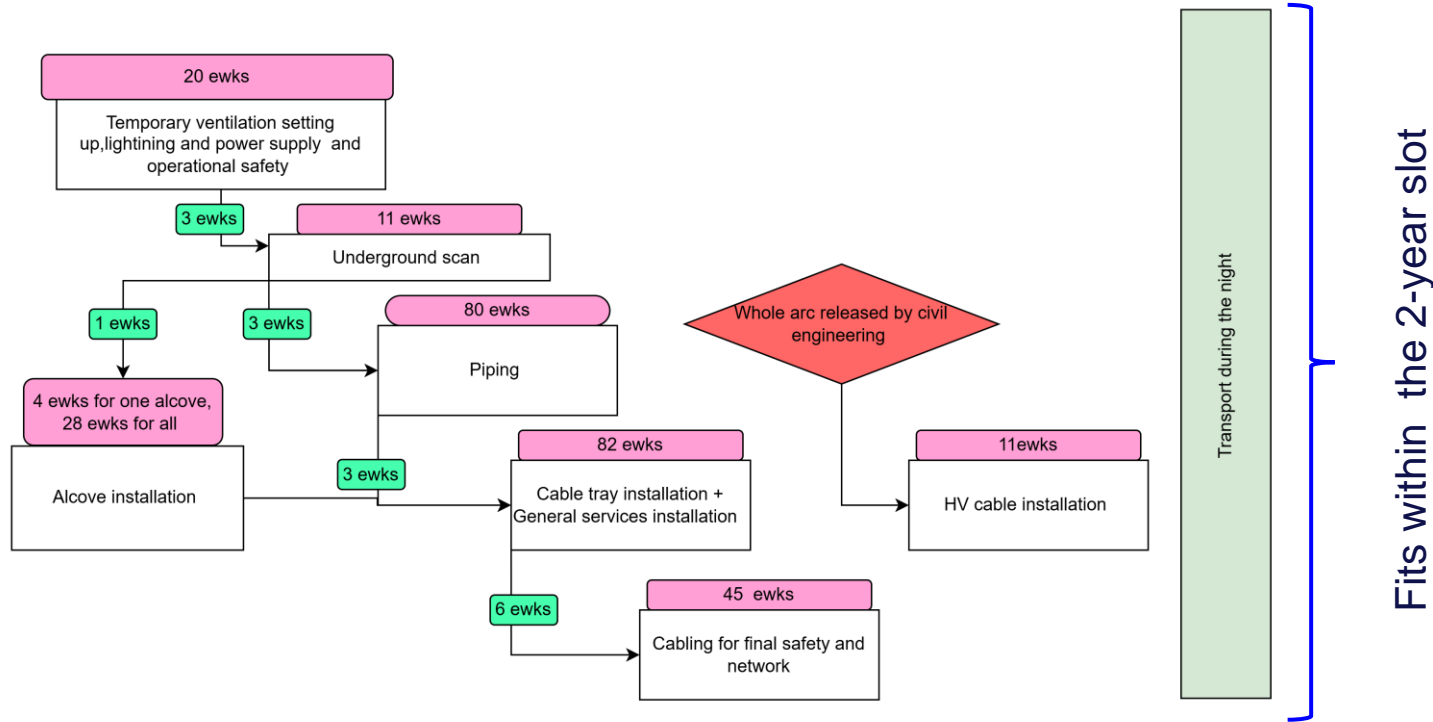 20 ewks
Temporary ventilation setting
up,lightining and power supply  and
operational safety
3 ewks
11 ewks
Underground scan
1 ewks
3 ewks
80 ewks
Piping
Whole arc released by civil
engineering
4 ewks for one alcove,
28 ewks for all
Alcove installation
3 ewks
82 ewks
Cable tray installation +
General services installation
11ewks
HV cable installation
6 ewks
45  ewks
Cabling for final safety and
network
Transport during the night
Fits within  the 2-year slot